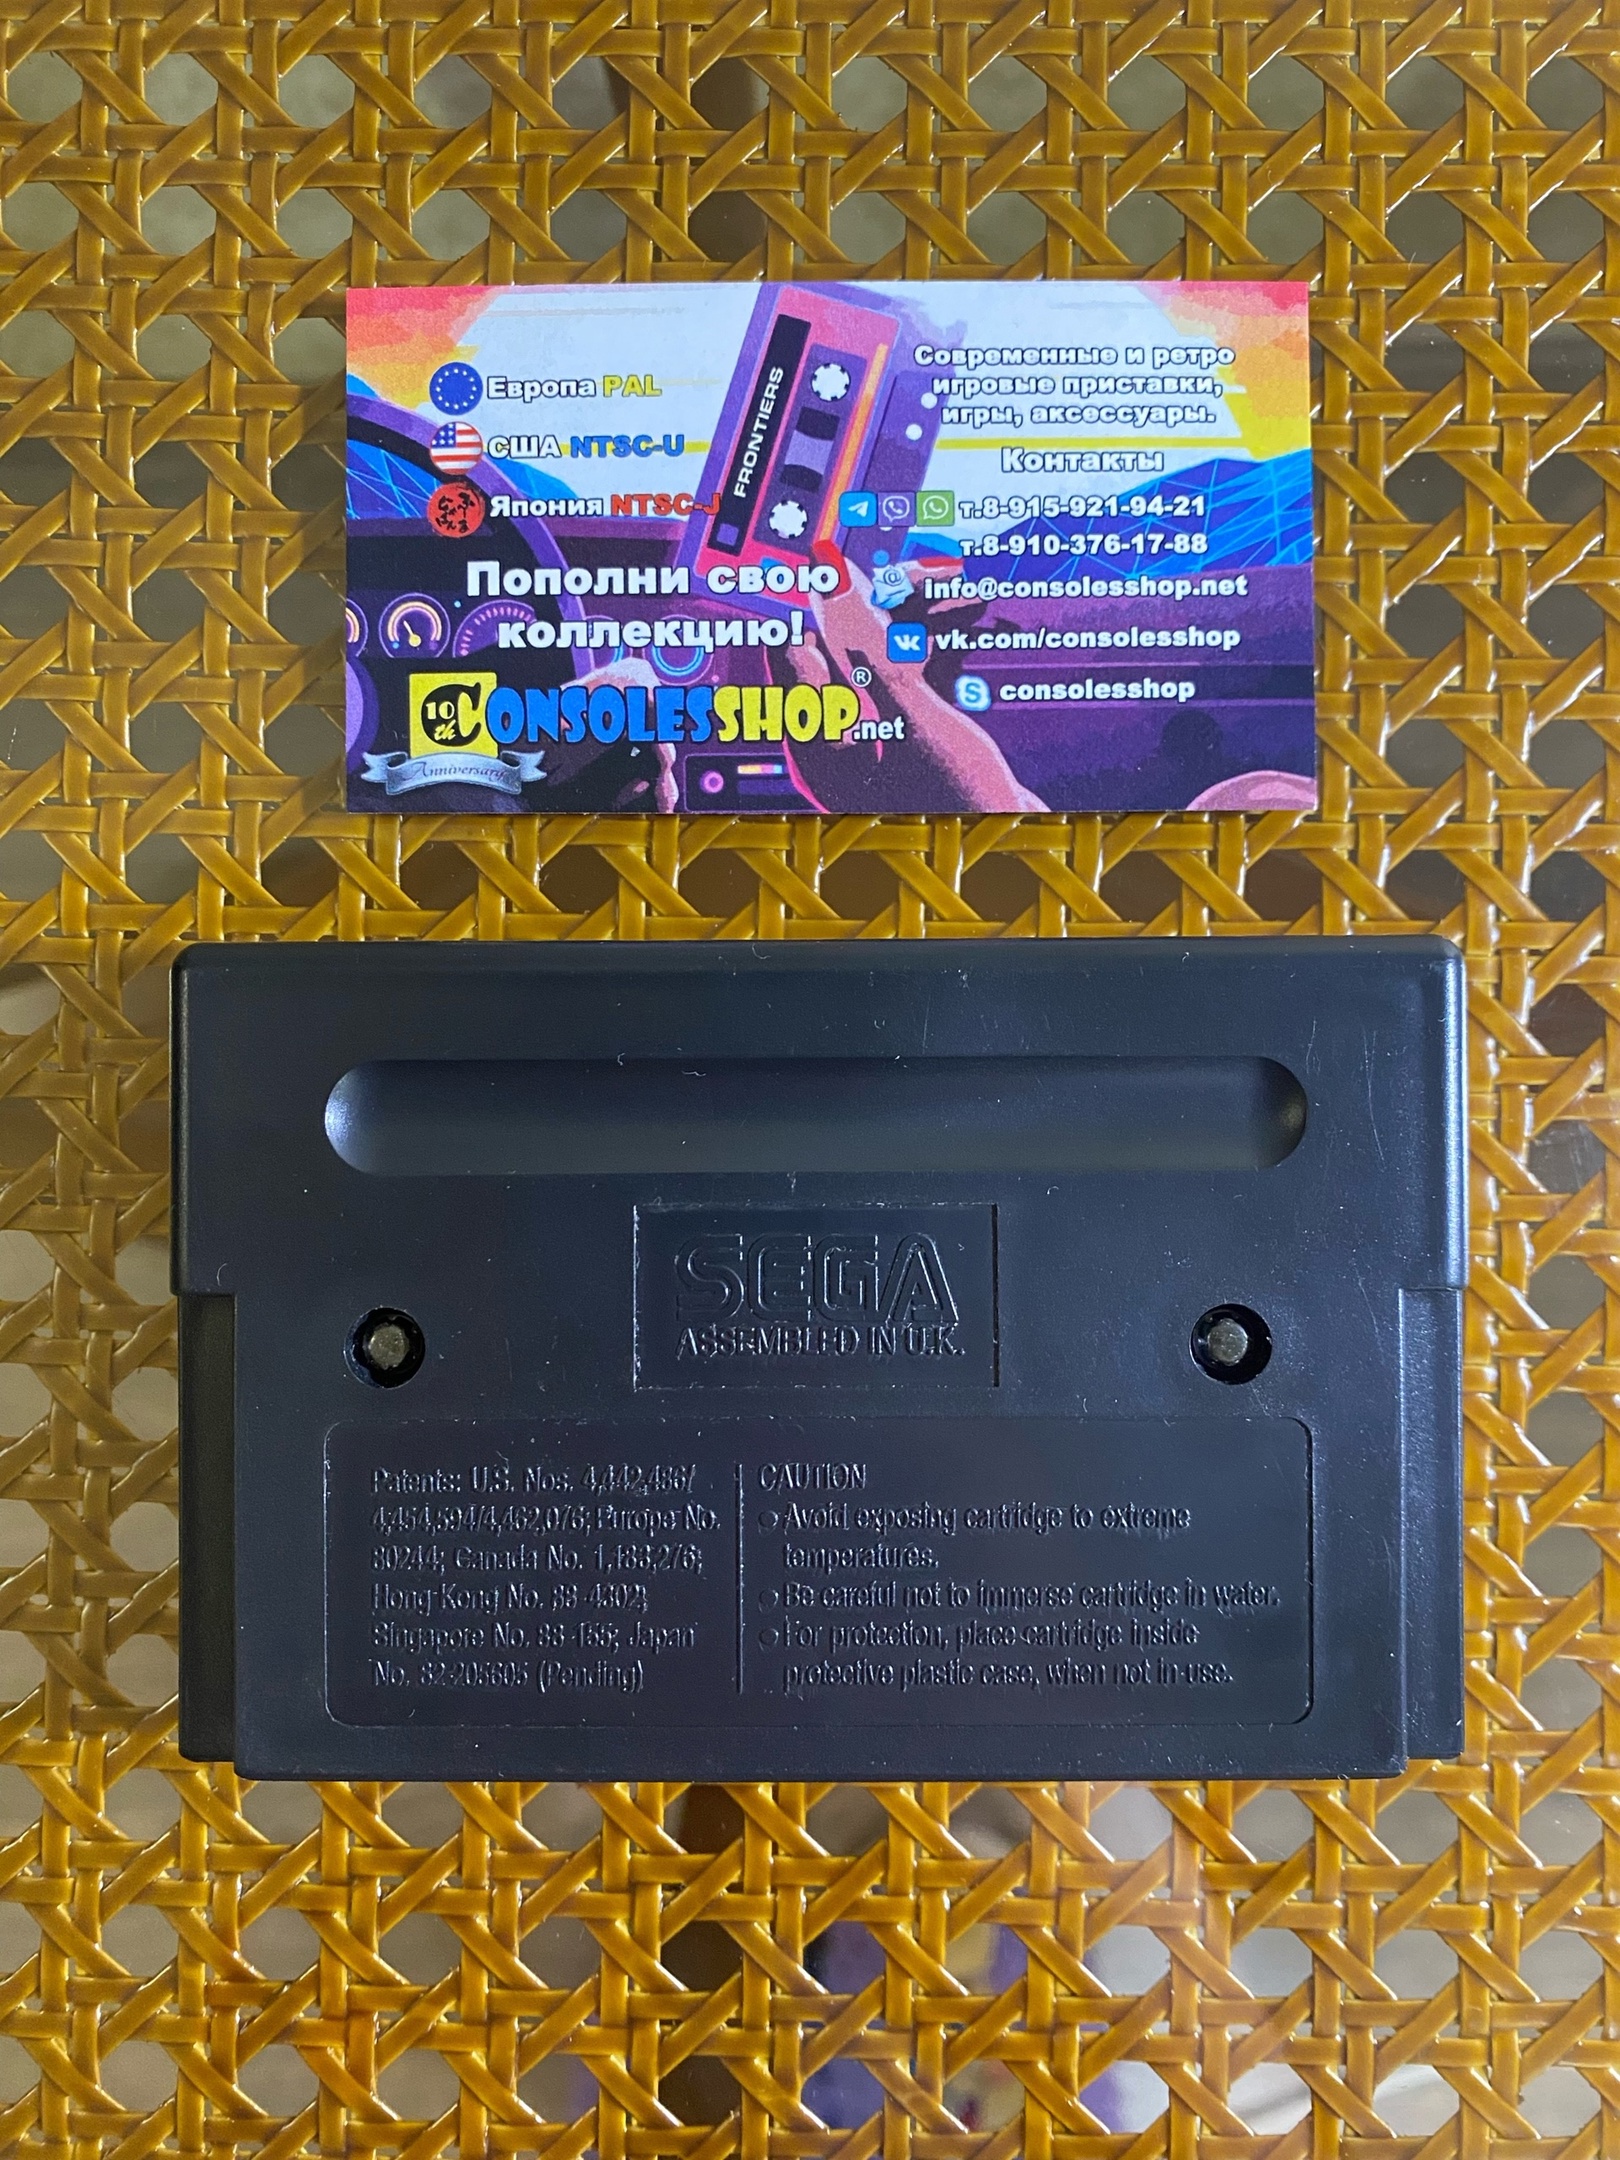 Европа PAL
США NTSC-U
Япония NTSC-J
Пополни свою
коллекцию!
10th CONSOLESSHOP.net ®
Anniversary
FRONTIERS
Современные и ретро
игровые приставки,
игры, аксессуары.
Контакты
т.8-915-921-94-21
т.8-910-376-17-88
info@consolesshop.net
vk.com/consolesshop
consolesshop
SEGA
ASSEMBLED IN U.K.
Patents: U.S. Nos. 4,442,486/
4,454,594/4,462,076; Europe No.
80244; Canada No. 1,183,276;
Hong Kong No. 88-4302;
Singapore No. 88-155; Japan
No. 82-205605 (Pending)
CAUTION
Avoid exposing cartridge to extreme
temperatures.
Be careful not to immerse cartridge in water.
For protection, place cartridge inside
protective plastic case, when not in use.